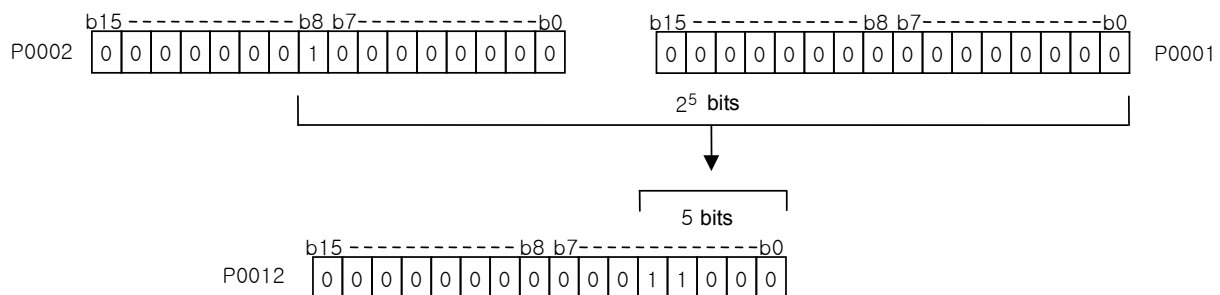 b15 ---------------- b8 b7 ---------------- b0 b15 ---------------- b8 b7 ---------------- b0
P0002 0 0 0 0 0 0 0 1 0 0 0 0 0 0 0 0 0 0 0 0 0 0 0 0 0 0 0 0 0 0 0 0 P0001
2⁵ bits
5 bits
b15 ---------------- b8 b7 ---------------- b0
P0012 0 0 0 0 0 0 0 0 0 0 0 1 1 0 0 0